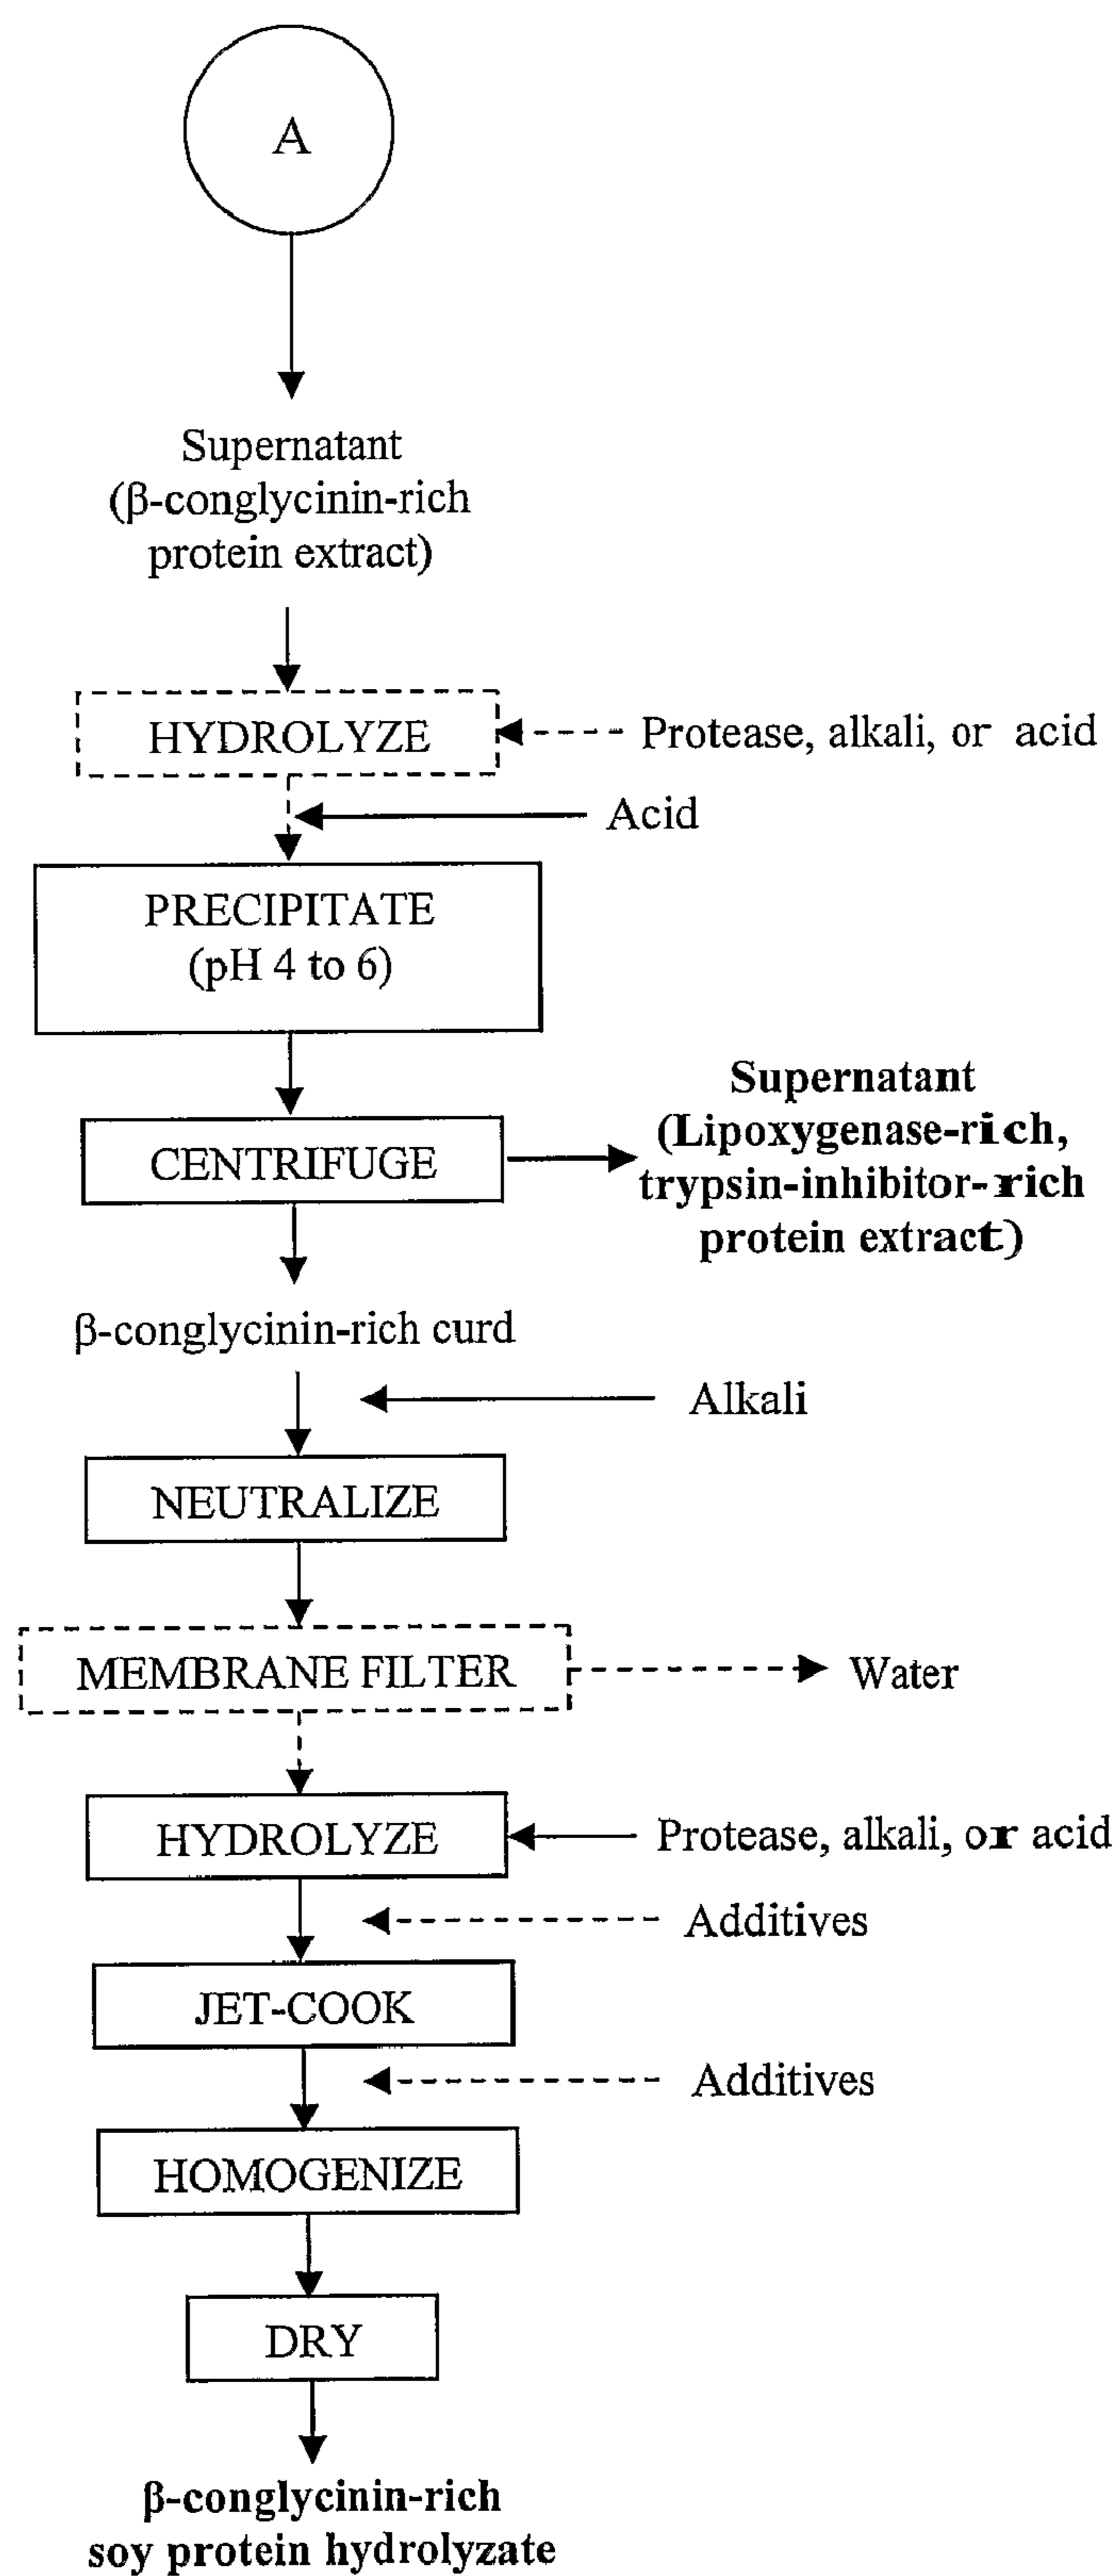 A
Supernatant
(β-conglycinin-rich
protein extract)
HYDROLYZE
Protease, alkali, or acid
Acid
PRECIPITATE
(pH 4 to 6)
CENTRIFUGE
Supernatant
(Lipoxygenase-rich,
trypsin-inhibitor-rich
protein extract)
β-conglycinin-rich curd
Alkali
NEUTRALIZE
MEMBRANE FILTER
Water
HYDROLYZE
Protease, alkali, or acid
Additives
JET-COOK
Additives
HOMOGENIZE
DRY
β-conglycinin-rich
soy protein hydrolyzate